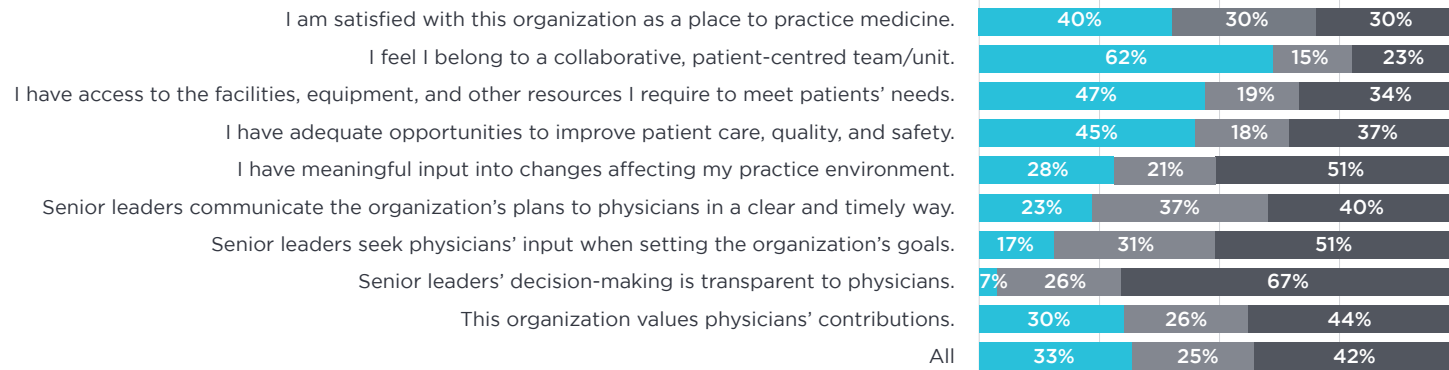 I am satisfied with this organization as a place to practice medicine. 40% 30% 30%
I feel I belong to a collaborative, patient-centred team/unit. 62% 15% 23%
I have access to the facilities, equipment, and other resources I require to meet patients’ needs. 47% 19% 34%
I have adequate opportunities to improve patient care, quality, and safety. 45% 18% 37%
I have meaningful input into changes affecting my practice environment. 28% 21% 51%
Senior leaders communicate the organization’s plans to physicians in a clear and timely way. 23% 37% 40%
Senior leaders seek physicians’ input when setting the organization’s goals. 17% 31% 51%
Senior leaders’ decision-making is transparent to physicians. 7% 26% 67%
This organization values physicians’ contributions. 30% 26% 44%
All 33% 25% 42%